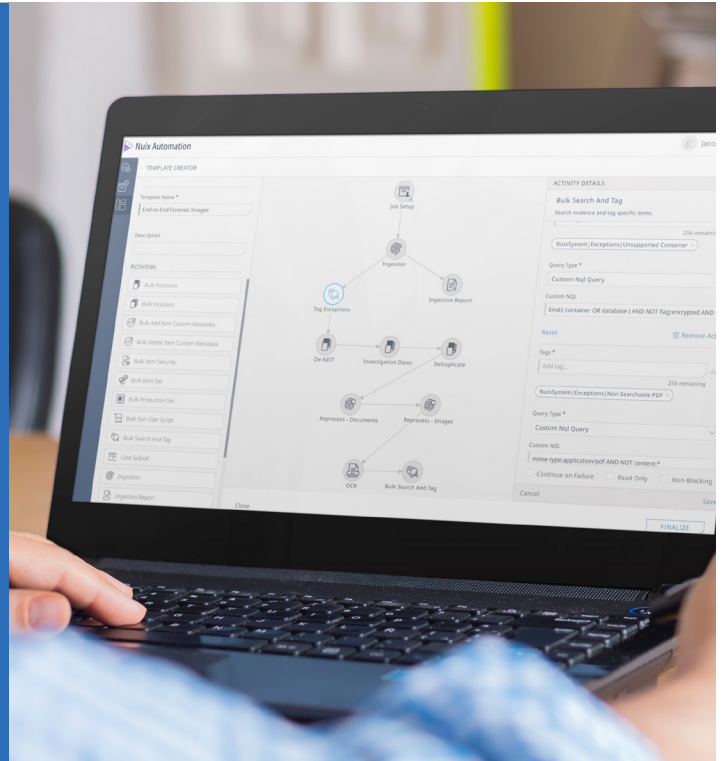 Nuix Automation
Jaco
TEMPLATE CREATOR
Template Name *
End-to-End Forensic Images
Description
Activities
Bulk Exclusion
Bulk Inclusion
Bulk Add Item Custom Metadata
Bulk Delete Item Custom Metadata
Bulk Item Security
Bulk Item Set
Bulk Production Set
Bulk Run User Script
Bulk Search And Tag
Case Subset
Ingestion
Ingestion Report
Close
Job Setup
Ingestion
Tag Exceptions
Ingestion Report
De-NIST
Investigation Dates
DeDuplicate
Reprocess - Documents
Reprocess - Images
OCR
Bulk Search And Tag
ACTIVITY DETAILS
Bulk Search And Tag
Search evidence and tag specific items.
256 remaining
NuixSystem|Exceptions|Unsupported Container ×
Query Type *
Custom Nql Query
Custom NQL
kind:( container OR database ) AND NOT flag:encrypted AND
Reset
Remove Act
Tags *
Add tag...
256 remaining
NuixSystem|Exceptions|Non Searchable PDF ×
Query Type *
Custom Nql Query
Custom NQL
mime-type:application/pdf AND NOT content:*
Continue on Failure
Read Only
Non-Blocking
Cancel
Save
FINALIZE